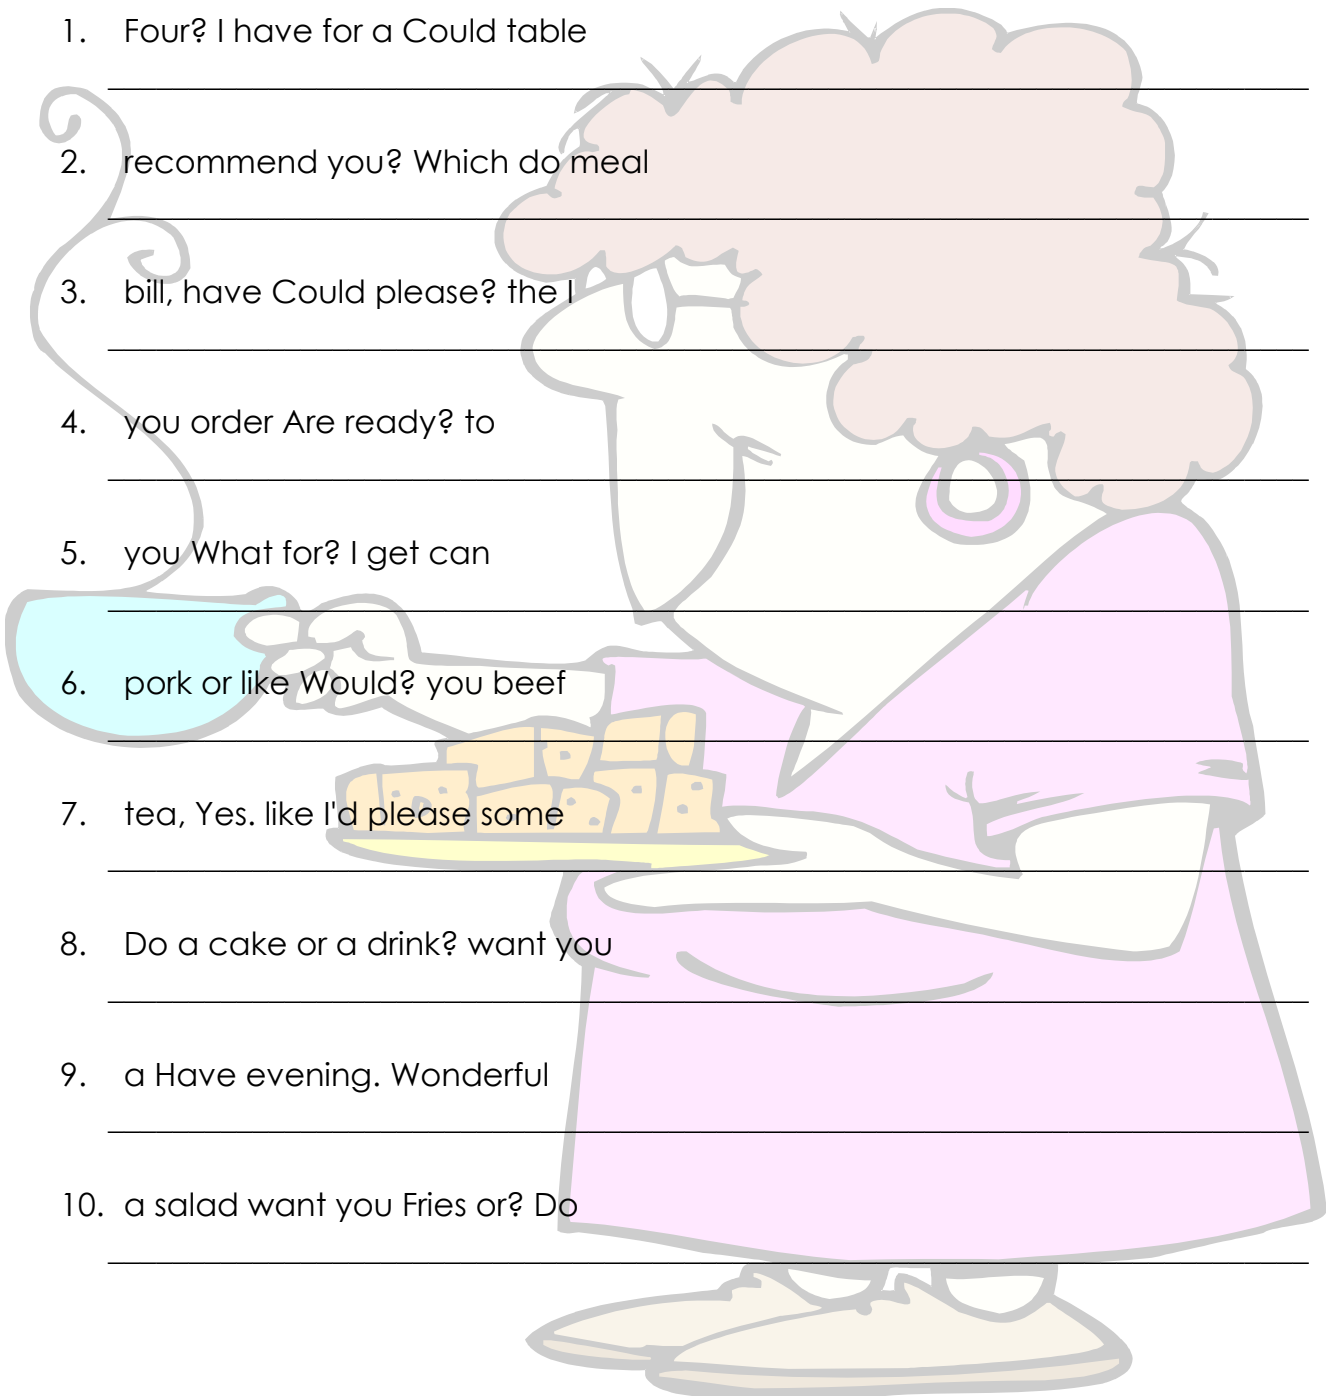 1. Four? I have for a Could table
2. recommend you? Which do meal
3. bill, have Could please? the I
4. you order Are ready? to
5. you What for? I get can
6. pork or like Would? you beef
7. tea, Yes. like I'd please some
8. Do a cake or a drink? want you
9. a Have evening. Wonderful
10. a salad want you Fries or? Do